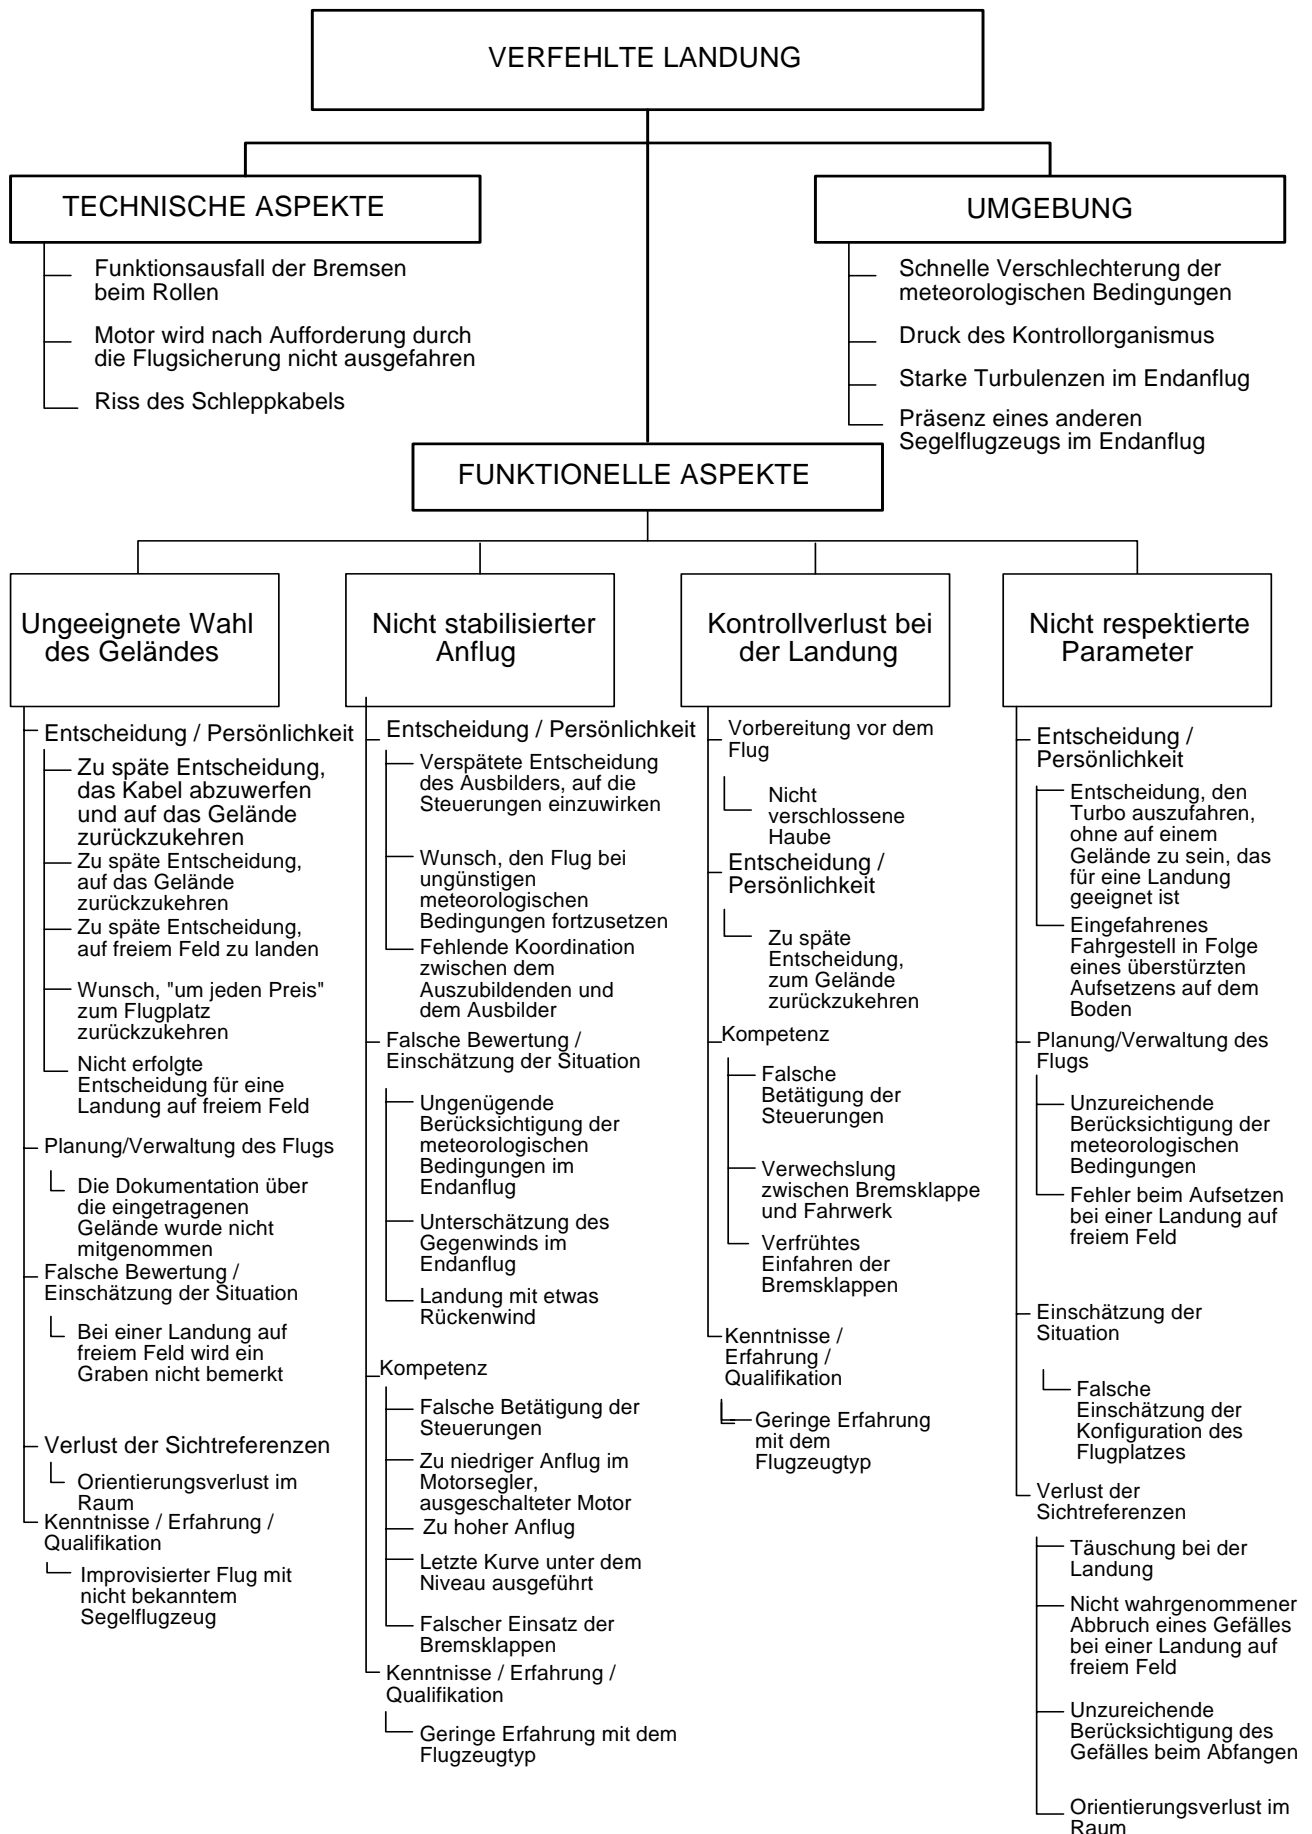 VERFEHLTE LANDUNG
TECHNISCHE ASPEKTE
Funktionsausfall der Bremsen
beim Rollen
Motor wird nach Aufforderung durch
die Flugsicherung nicht ausgefahren
Riss des Schleppkabels
UMGEBUNG
Schnelle Verschlechterung der
meteorologischen Bedingungen
Druck des Kontrollorganismus
Starke Turbulenzen im Endanflug
Präsenz eines anderen
Segelflugzeugs im Endanflug
FUNKTIONELLE ASPEKTE
Ungeeignete Wahl
des Geländes
Entscheidung / Persönlichkeit
Zu späte Entscheidung,
das Kabel abzuwerfen
und auf das Gelände
zurückzukehren
Zu späte Entscheidung,
auf das Gelände
zurückzukehren
Zu späte Entscheidung,
auf freiem Feld zu landen
Wunsch, "um jeden Preis"
zum Flugplatz
zurückzukehren
Nicht erfolgte
Entscheidung für eine
Landung auf freiem Feld
Planung/Verwaltung des Flugs
Die Dokumentation über
die eingetragenen
Gelände wurde nicht
mitgenommen
Falsche Bewertung /
Einschätzung der Situation
Bei einer Landung auf
freiem Feld wird ein
Graben nicht bemerkt
Verlust der Sichtreferenzen
Orientierungsverlust im
Raum
Kenntnisse / Erfahrung /
Qualifikation
Improvisierter Flug mit
nicht bekanntem
Segelflugzeug
Nicht stabilisierter
Anflug
Entscheidung / Persönlichkeit
Verspätete Entscheidung
des Ausbilders, auf die
Steuerungen einzuwirken
Wunsch, den Flug bei
ungünstigen
meteorologischen
Bedingungen fortzusetzen
Fehlende Koordination
zwischen dem
Auszubildenden und
dem Ausbilder
Falsche Bewertung /
Einschätzung der Situation
Ungenügende
Berücksichtigung der
meteorologischen
Bedingungen im
Endanflug
Unterschätzung des
Gegenwinds im
Endanflug
Landung mit etwas
Rückenwind
Kompetenz
Falsche Betätigung der
Steuerungen
Zu niedriger Anflug im
Motorsegler,
ausgeschalteter Motor
Zu hoher Anflug
Letzte Kurve unter dem
Niveau ausgeführt
Falscher Einsatz der
Bremsklappen
Kenntnisse / Erfahrung /
Qualifikation
Geringe Erfahrung mit dem
Flugzeugtyp
Kontrollverlust bei
der Landung
Vorbereitung vor dem
Flug
Nicht
verschlossene
Haube
Entscheidung /
Persönlichkeit
Zu späte
Entscheidung,
zum Gelände
zurückzukehren
Kompetenz
Falsche
Betätigung der
Steuerungen
Verwechslung
zwischen Bremsklappe
und Fahrwerk
Verfrühtes
Einfahren der
Bremsklappen
Kenntnisse /
Erfahrung /
Qualifikation
Geringe Erfahrung
mit dem
Flugzeugtyp
Nicht respektierte
Parameter
Entscheidung /
Persönlichkeit
Entscheidung, den
Turbo auszufahren,
ohne auf einem
Gelände zu sein, das
für eine Landung
geeignet ist
Eingefahrenes
Fahrgestell in Folge
eines überstürzten
Aufsetzens auf dem
Boden
Planung/Verwaltung des
Flugs
Unzureichende
Berücksichtigung der
meteorologischen
Bedingungen
Fehler beim Aufsetzen
bei einer Landung auf
freiem Feld
Einschätzung der
Situation
Falsche
Einschätzung der
Konfiguration des
Flugplatzes
Verlust der
Sichtreferenzen
Täuschung bei der
Landung
Nicht wahrgenommener
Abbruch eines Gefälles
bei einer Landung auf
freiem Feld
Unzureichende
Berücksichtigung des
Gefälles beim Abfangen
Orientierungsverlust im
Raum